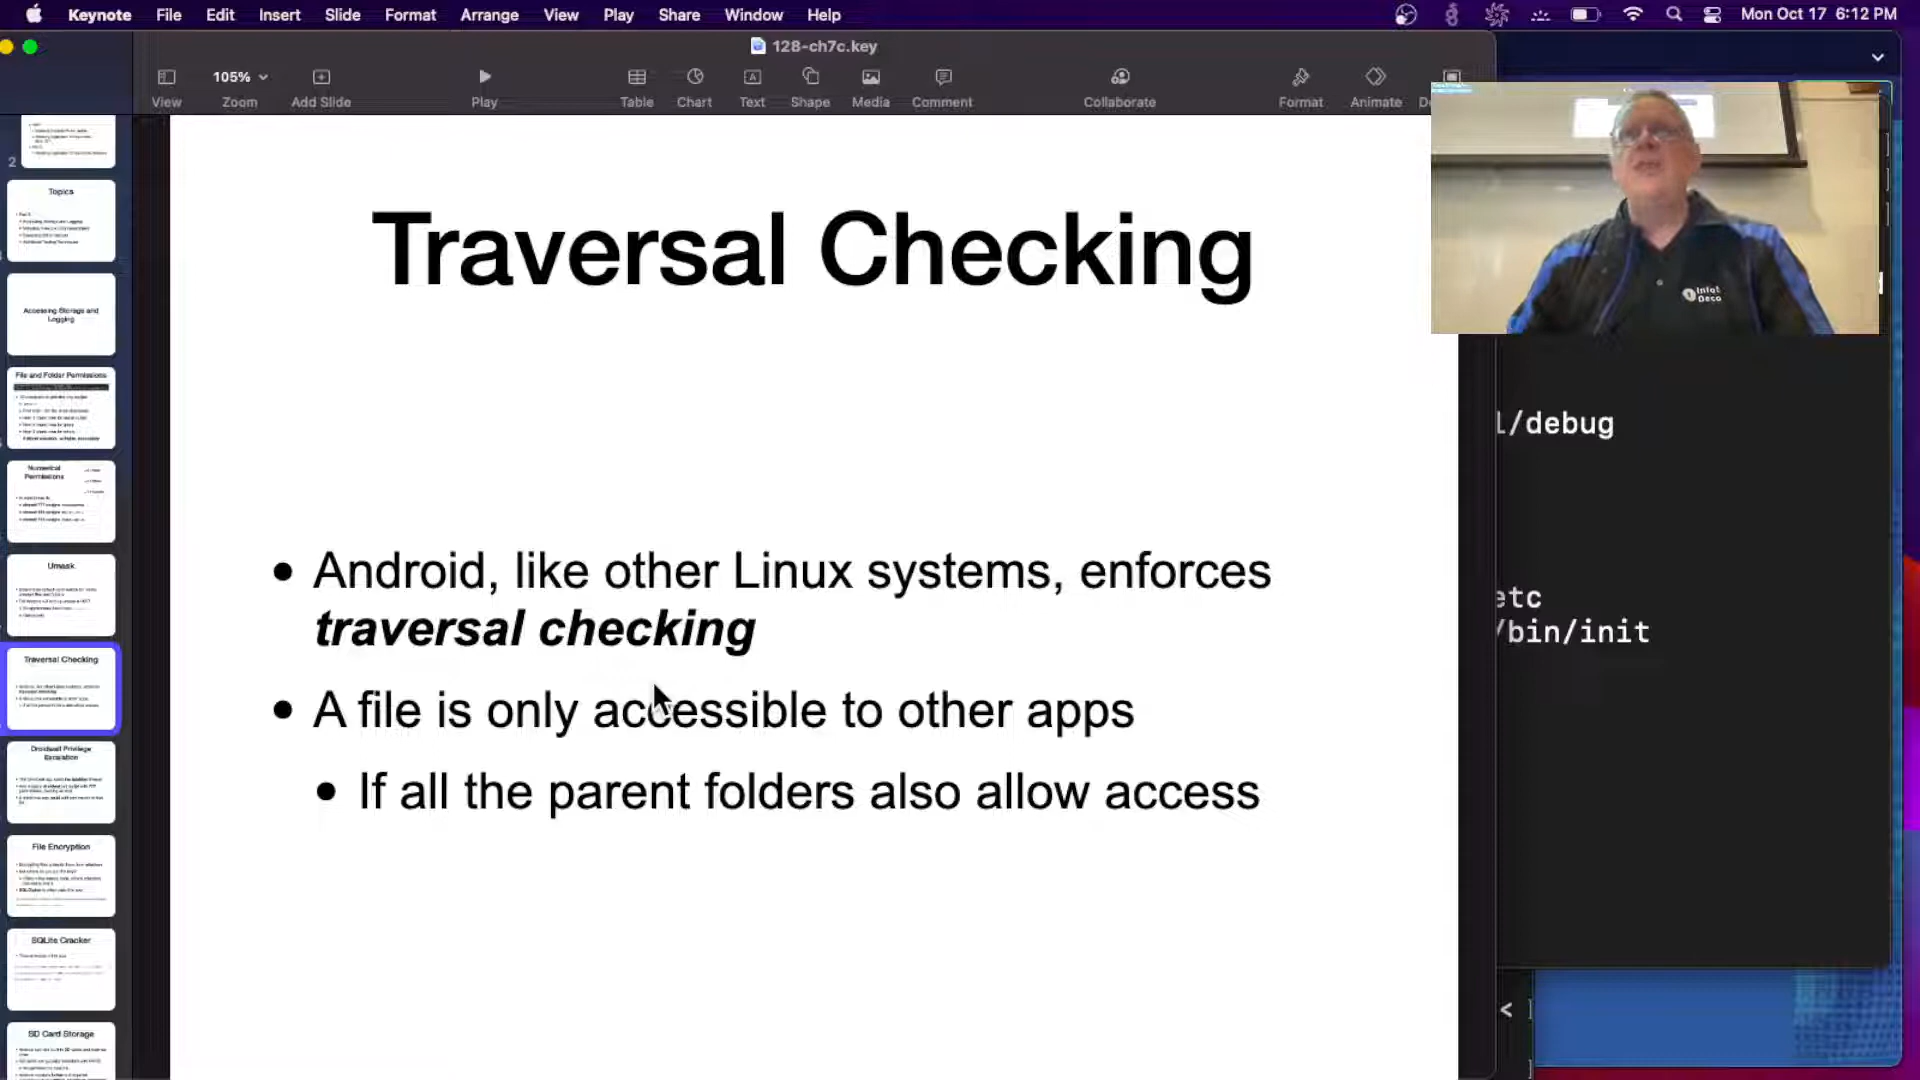 Keynote File Edit Insert Slide Format Arrange View Play Share Window Help Mon Oct 17 6:12 PM
128-ch7c.key
105%
View Zoom Add Slide Play Table Chart Text Shape Media Comment Collaborate Format Animate
2
Topics
Accessing Storage and
Logging
File and Folder Permissions
Numerical
Permissions
Umask
Traversal Checking
Droidwall Privilege
Escalation
File Encryption
SQLite Cracker
SD Card Storage
Traversal Checking
• Android, like other Linux systems, enforces
traversal checking
• A file is only accessible to other apps
• If all the parent folders also allow access
/debug
etc
/bin/init
<